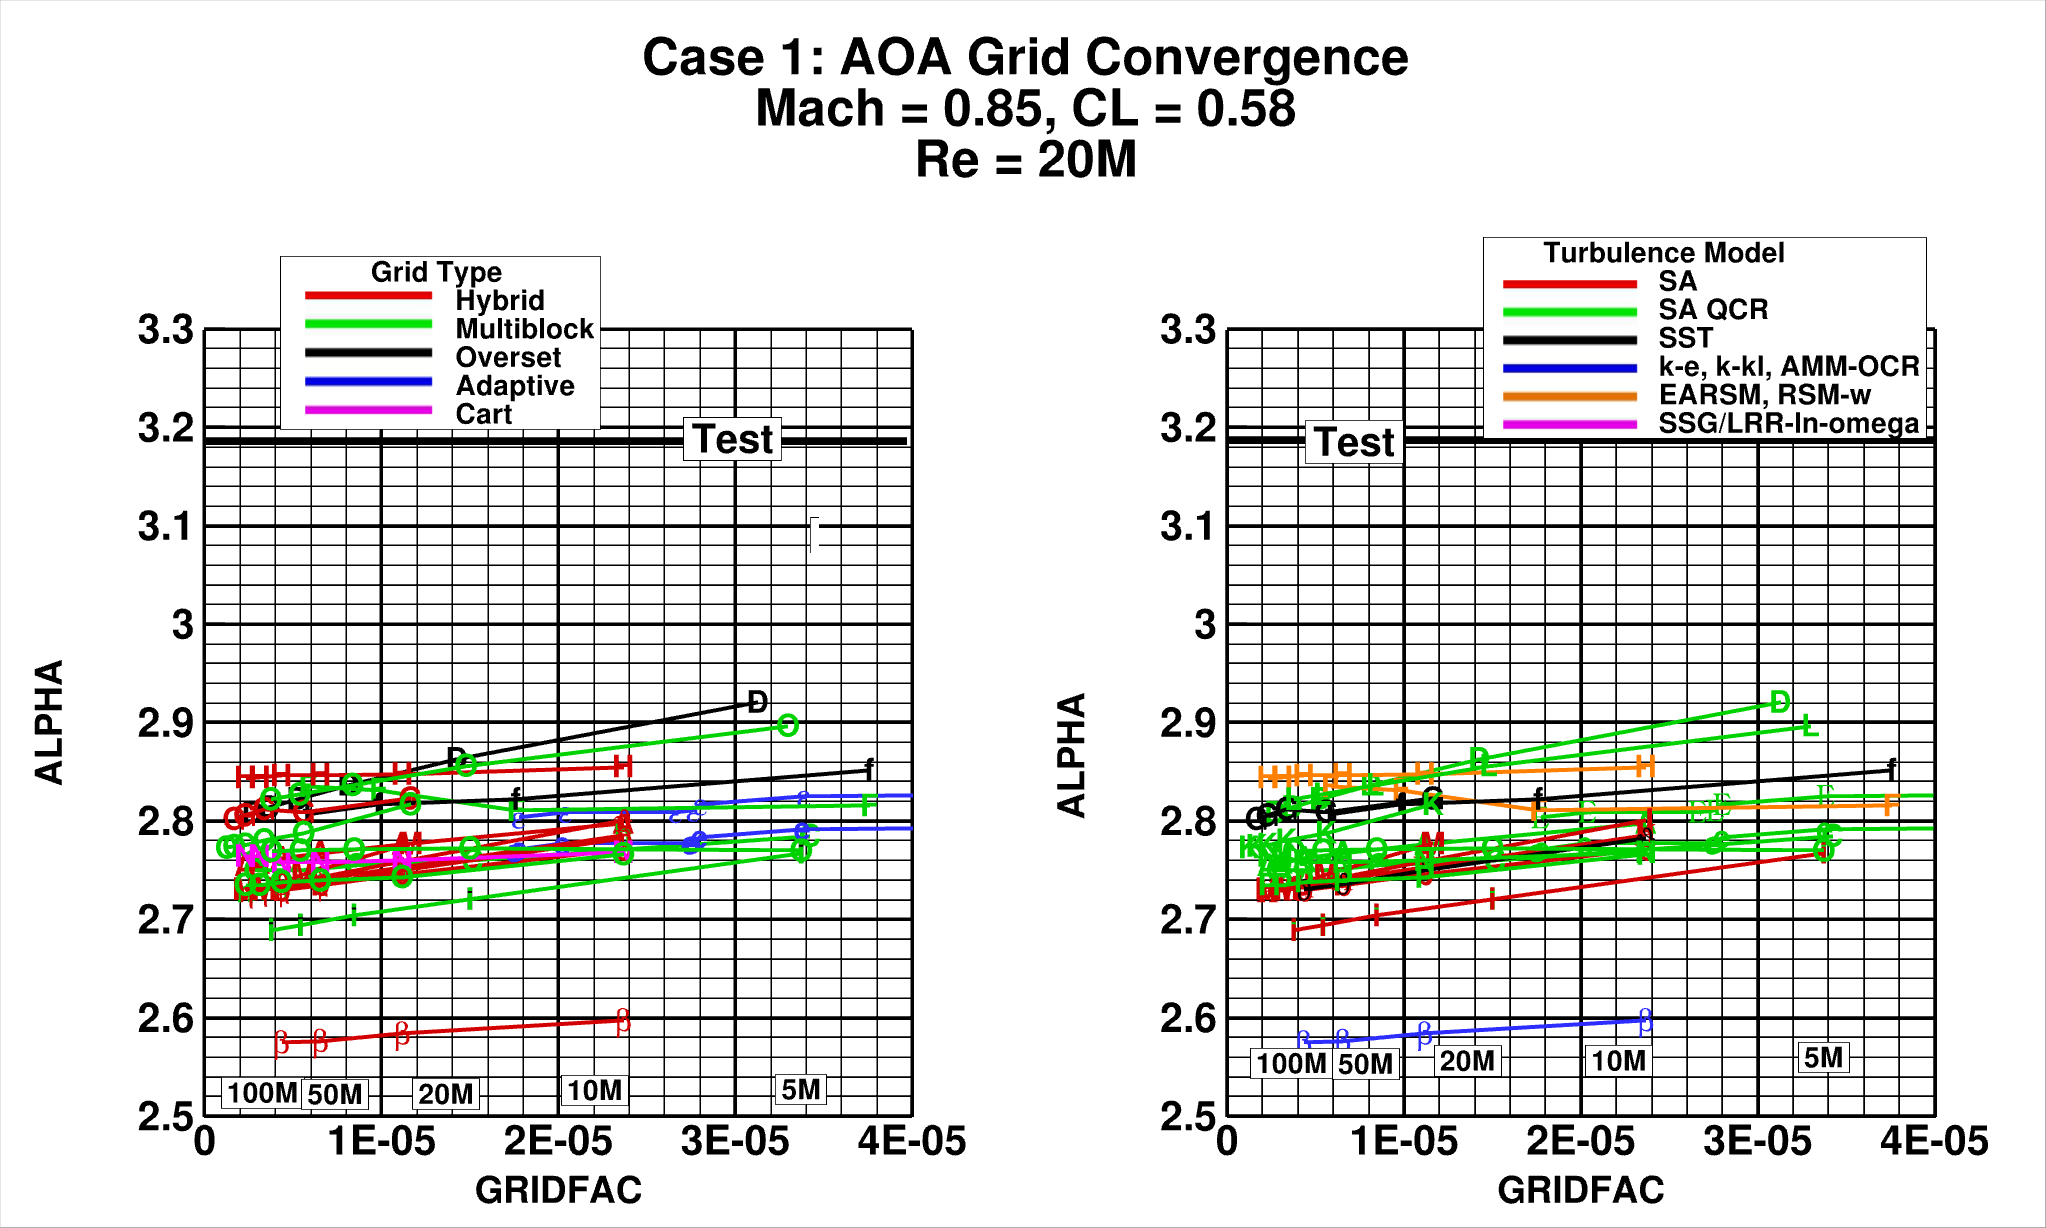 Case 1: AOA Grid Convergence
Mach = 0.85, CL = 0.58
Re = 20M
Grid Type
Hybrid
Multiblock
Overset
Adaptive
Cart
3.3
3.2
3.1
3
2.9
2.8
2.7
2.6
2.5
ALPHA
Test
D
D
f
f
β
β
β
β
100M
50M
20M
10M
5M
0
1E-05
2E-05
3E-05
4E-05
GRIDFAC
Turbulence Model
SA
SA QCR
SST
k-e, k-kl, AMM-QCR
EARSM, RSM-w
SSG/LRR-ln-omega
3.3
3.2
3.1
3
2.9
2.8
2.7
2.6
2.5
ALPHA
Test
D
D
L
L
f
f
H
K
M
β
β
β
β
100M
50M
20M
10M
5M
0
1E-05
2E-05
3E-05
4E-05
GRIDFAC